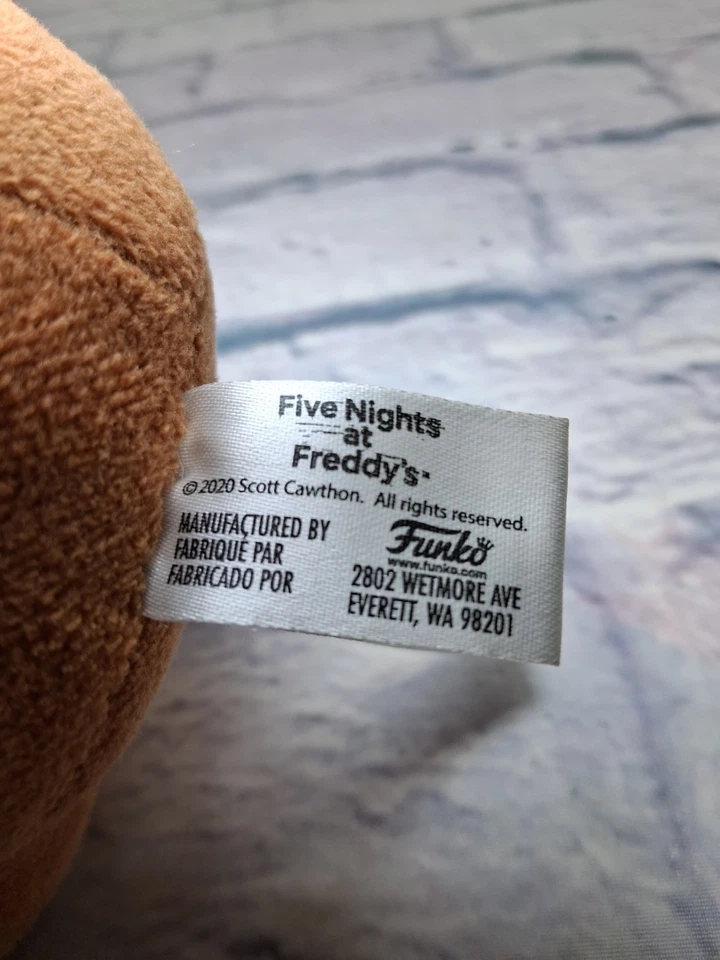 Five Nights
at
Freddy's™
© 2020 Scott Cawthon. All rights reserved.
MANUFACTURED BY
FABRIQUÉ PAR
FABRICADO POR
Funko
www.funko.com
2802 WETMORE AVE
EVERETT, WA 98201